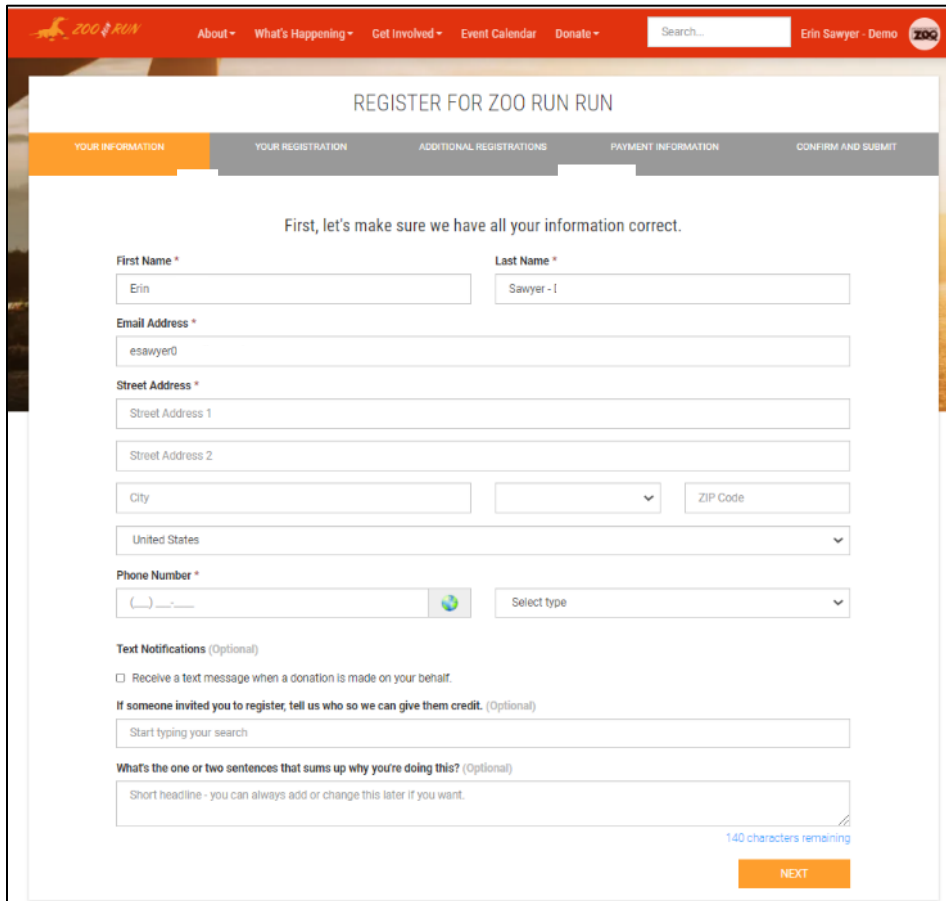 ZOO RUN About What's Happening Get Involved Event Calendar Donate Search... Erin Sawyer - Demo ZOO
REGISTER FOR ZOO RUN RUN
YOUR INFORMATION YOUR REGISTRATION ADDITIONAL REGISTRATIONS PAYMENT INFORMATION CONFIRM AND SUBMIT
First, let's make sure we have all your information correct.
First Name * Last Name *
Erin Sawyer - I
Email Address *
esawyer0
Street Address *
Street Address 1
Street Address 2
City ZIP Code
United States
Phone Number *
(__) __-___ Select type
Text Notifications (Optional)
Receive a text message when a donation is made on your behalf.
If someone invited you to register, tell us who so we can give them credit. (Optional)
Start typing your search
What's the one or two sentences that sums up why you're doing this? (Optional)
Short headline - you can always add or change this later if you want.
140 characters remaining
NEXT